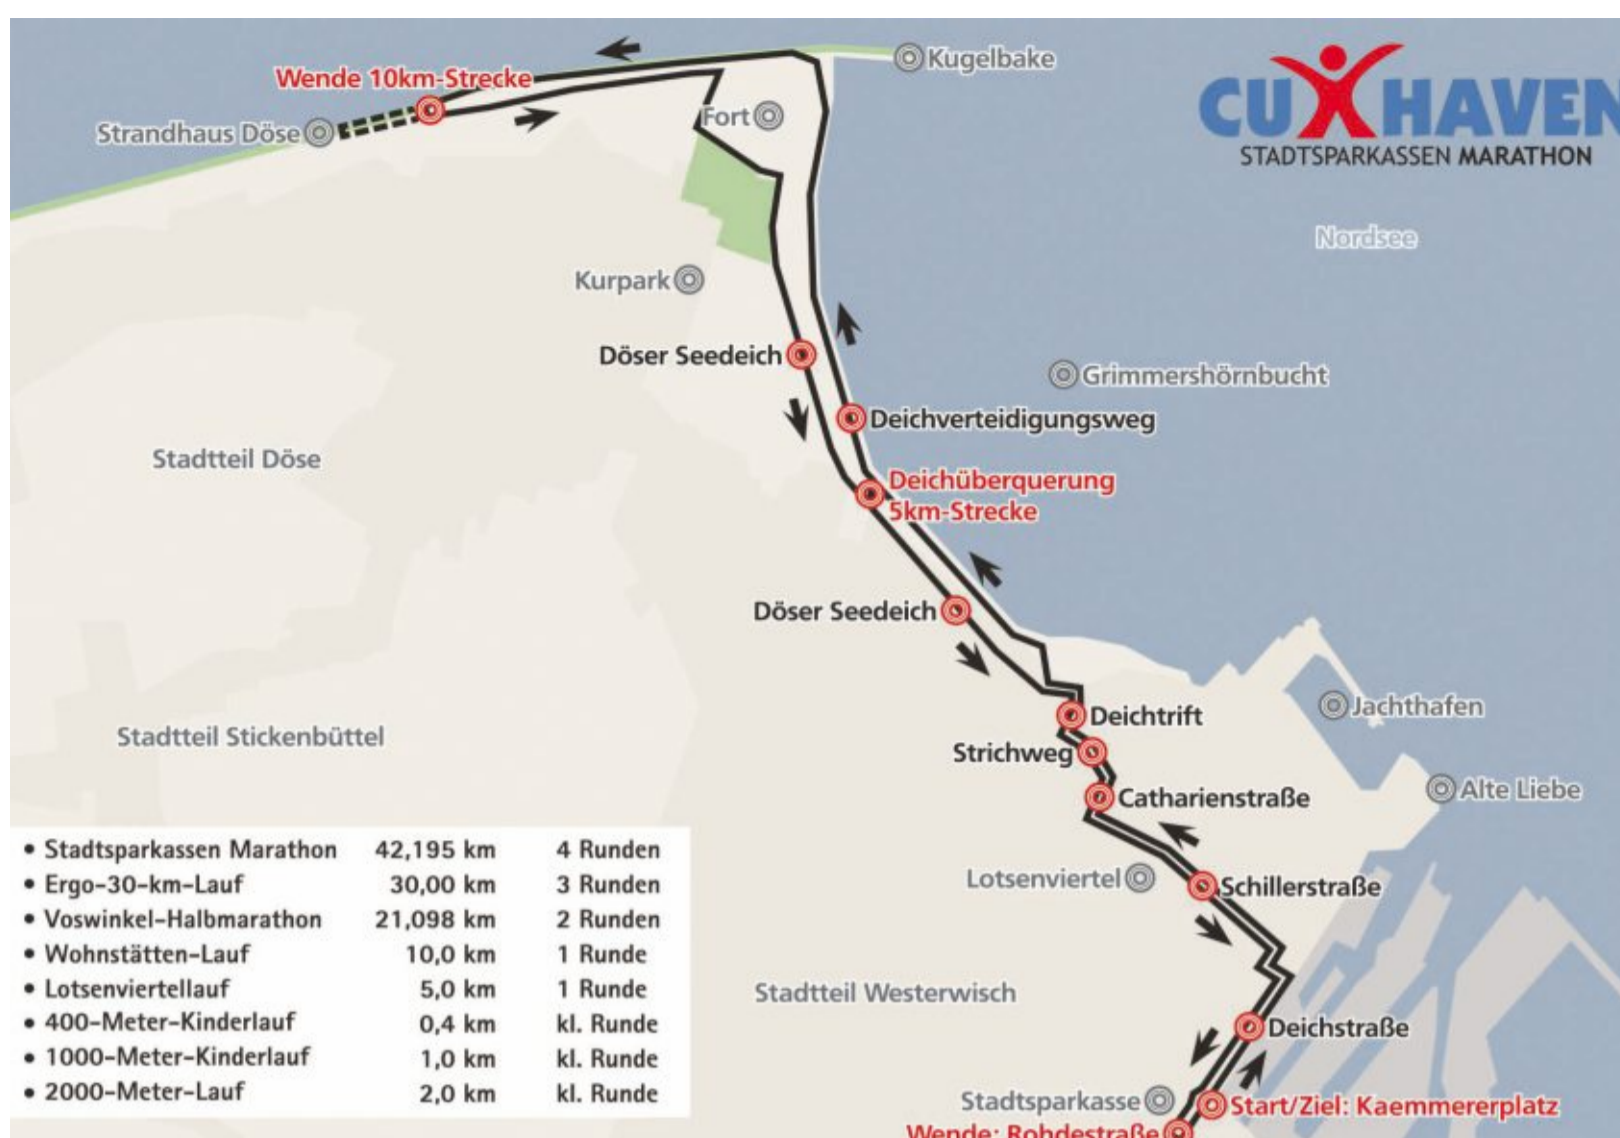 Wende 10km-Strecke
Kugelbake
Strandhaus Döse
Fort
CUXHAVEN
STADTSPARKASSEN MARATHON
Nordsee
Kurpark
Döser Seedeich
Grimmershörnbucht
Deichverteidigungsweg
Stadtteil Döse
Deichüberquerung
5km-Strecke
Döser Seedeich
Jachthafen
Deichtrift
Stadtteil Stickenbüttel
Strichweg
Alte Liebe
Catharienstraße
• Stadtsparkassen Marathon 42,195 km 4 Runden
• Ergo-30-km-Lauf 30,00 km 3 Runden
• Voswinkel-Halbmarathon 21,098 km 2 Runden
• Wohnstätten-Lauf 10,0 km 1 Runde
• Lotsenviertellauf 5,0 km 1 Runde
• 400-Meter-Kinderlauf 0,4 km kl. Runde
• 1000-Meter-Kinderlauf 1,0 km kl. Runde
• 2000-Meter-Lauf 2,0 km kl. Runde
Lotsenviertel
Schillerstraße
Stadtteil Westerwisch
Deichstraße
Stadtsparkasse
Start/Ziel: Kaemmererplatz
Wende: Rohdestraße